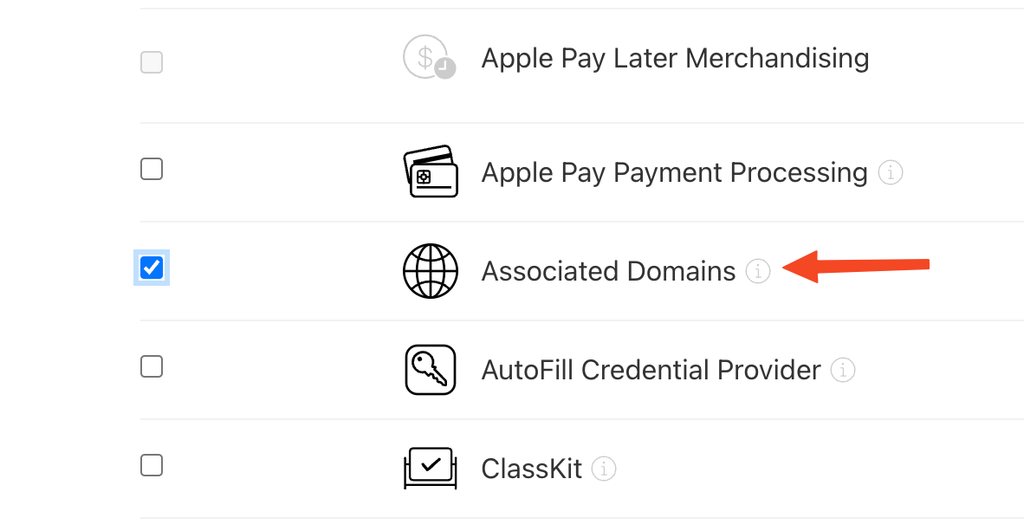 Apple Pay Later Merchandising
Apple Pay Payment Processing
Associated Domains
AutoFill Credential Provider
ClassKit